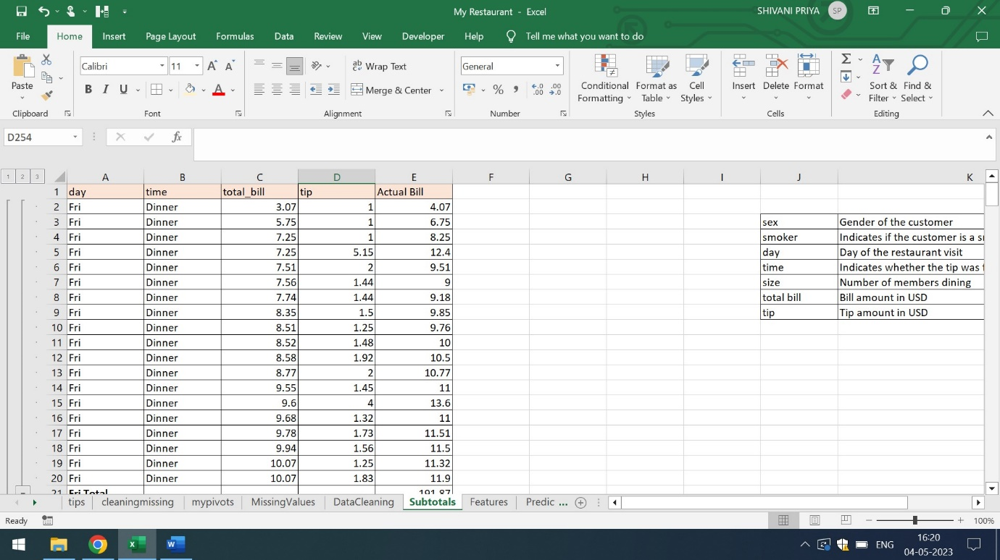 My Restaurant - Excel
SHIVANI PRIYA SP
File Home Insert Page Layout Formulas Data Review View Developer Help Tell me what you want to do
Paste
Calibri 11 A A
B I U A
ab Wrap Text
Merge & Center
General
% , .00 .00
Conditional Formatting
Format as Table
Cell Styles
Insert Delete Format
Sort & Filter
Find & Select
Clipboard Font Alignment Number Styles Cells Editing
D254 fx
1 2 3 A B C D E F G H I J K
1 day time total_bill tip Actual Bill
2 Fri Dinner 3.07 1 4.07
3 Fri Dinner 5.75 1 6.75 sex Gender of the customer
4 Fri Dinner 7.25 1 8.25 smoker Indicates if the customer is a
5 Fri Dinner 7.25 5.15 12.4 day Day of the restaurant visit
6 Fri Dinner 7.51 2 9.51 time Indicates whether the tip was
7 Fri Dinner 7.56 1.44 9 size Number of members dining
8 Fri Dinner 7.74 1.44 9.18 total bill Bill amount in USD
9 Fri Dinner 8.35 1.5 9.85 tip Tip amount in USD
10 Fri Dinner 8.51 1.25 9.76
11 Fri Dinner 8.52 1.48 10
12 Fri Dinner 8.58 1.92 10.5
13 Fri Dinner 8.77 2 10.77
14 Fri Dinner 9.55 1.45 11
15 Fri Dinner 9.6 4 13.6
16 Fri Dinner 9.68 1.32 11
17 Fri Dinner 9.78 1.73 11.51
18 Fri Dinner 9.94 1.56 11.5
19 Fri Dinner 10.07 1.25 11.32
20 Fri Dinner 10.07 1.83 11.9
21 Fri Total 191.87
tips cleaningmissing mypivots MissingValues DataCleaning Subtotals Features Predic ...
Ready 100%
ENG 16:20
04-05-2023